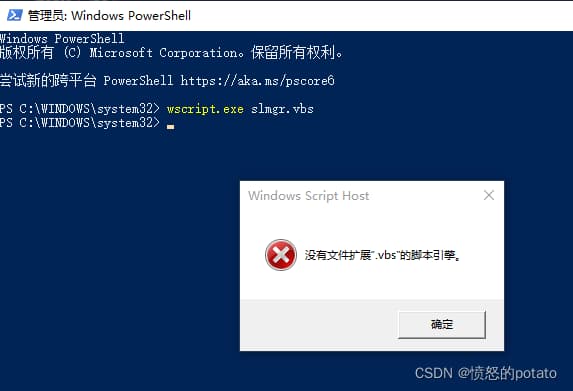 管理员: Windows PowerShell
Windows PowerShell
版权所有 (C) Microsoft Corporation。保留所有权利。
尝试新的跨平台 PowerShell https://aka.ms/pscore6
PS C:\WINDOWS\system32> wscript.exe slmgr.vbs
PS C:\WINDOWS\system32>
Windows Script Host
没有文件扩展".vbs"的脚本引擎。
确定
CSDN @愤怒的potato